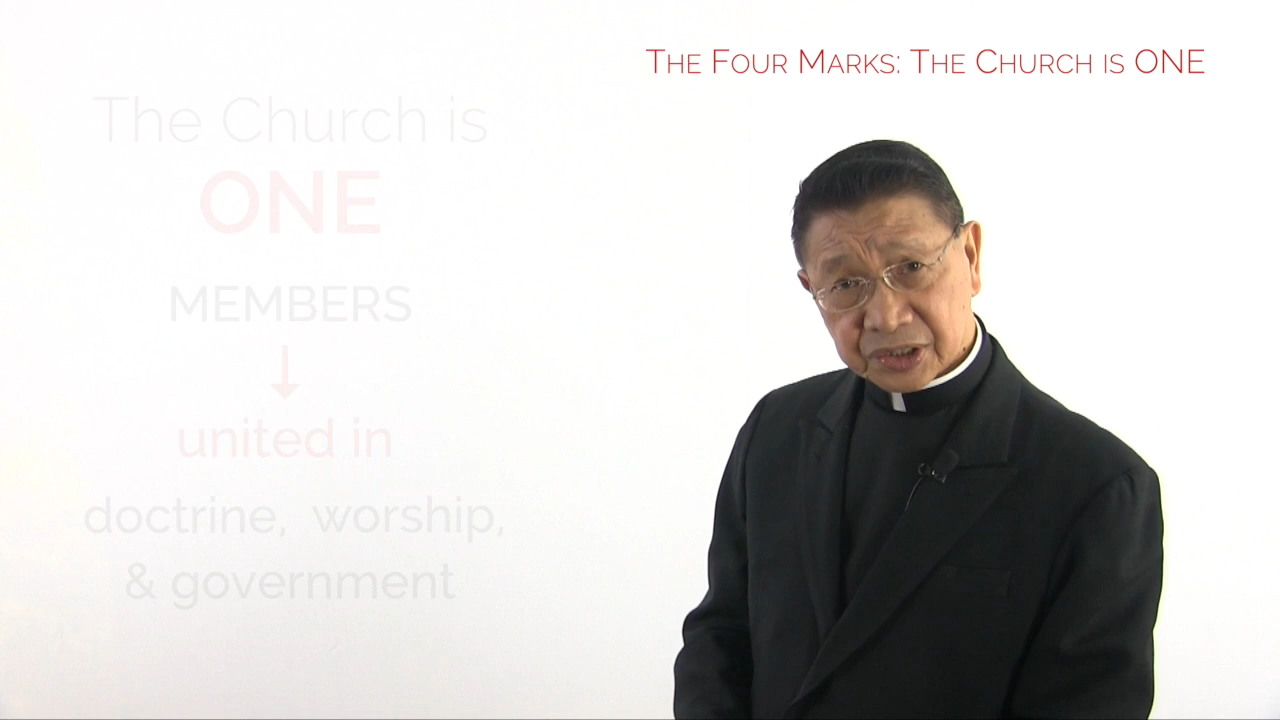 THE FOUR MARKS: THE CHURCH IS ONE
The Church is
ONE
MEMBERS
united in
doctrine, worship,
& government